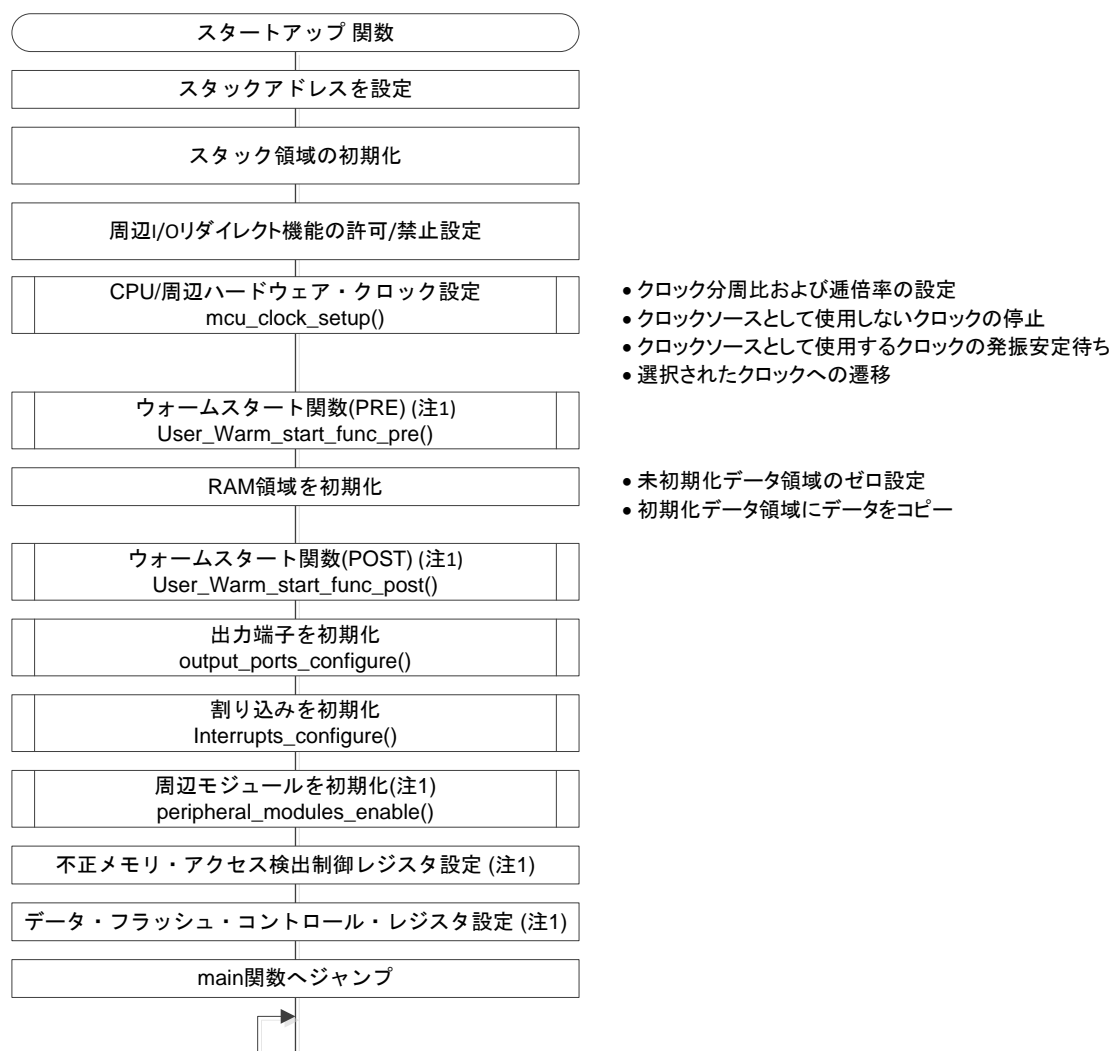 スタートアップ 関数
スタックアドレスを設定
スタック領域の初期化
周辺I/Oリダイレクト機能の許可/禁止設定
CPU/周辺ハードウェア・クロック設定
mcu_clock_setup()
• クロック分周比および逓倍率の設定
• クロックソースとして使用しないクロックの停止
• クロックソースとして使用するクロックの発振安定待ち
• 選択されたクロックへの遷移
ウォームスタート関数(PRE) (注1)
User_Warm_start_func_pre()
RAM領域を初期化
• 未初期化データ領域のゼロ設定
• 初期化データ領域にデータをコピー
ウォームスタート関数(POST) (注1)
User_Warm_start_func_post()
出力端子を初期化
output_ports_configure()
割り込みを初期化
Interrupts_configure()
周辺モジュールを初期化(注1)
peripheral_modules_enable()
不正メモリ・アクセス検出制御レジスタ設定 (注1)
データ・フラッシュ・コントロール・レジスタ設定 (注1)
main関数へジャンプ